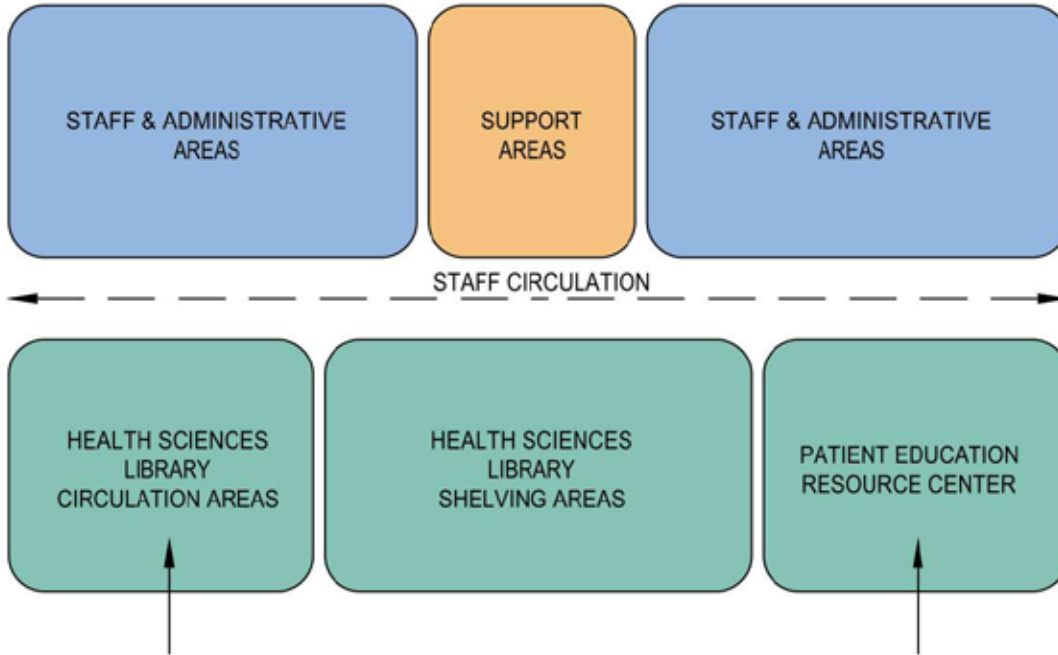 STAFF & ADMINISTRATIVE
AREAS
SUPPORT
AREAS
STAFF & ADMINISTRATIVE
AREAS
STAFF CIRCULATION
HEALTH SCIENCES
LIBRARY
CIRCULATION AREAS
HEALTH SCIENCES
LIBRARY
SHELVING AREAS
PATIENT EDUCATION
RESOURCE CENTER